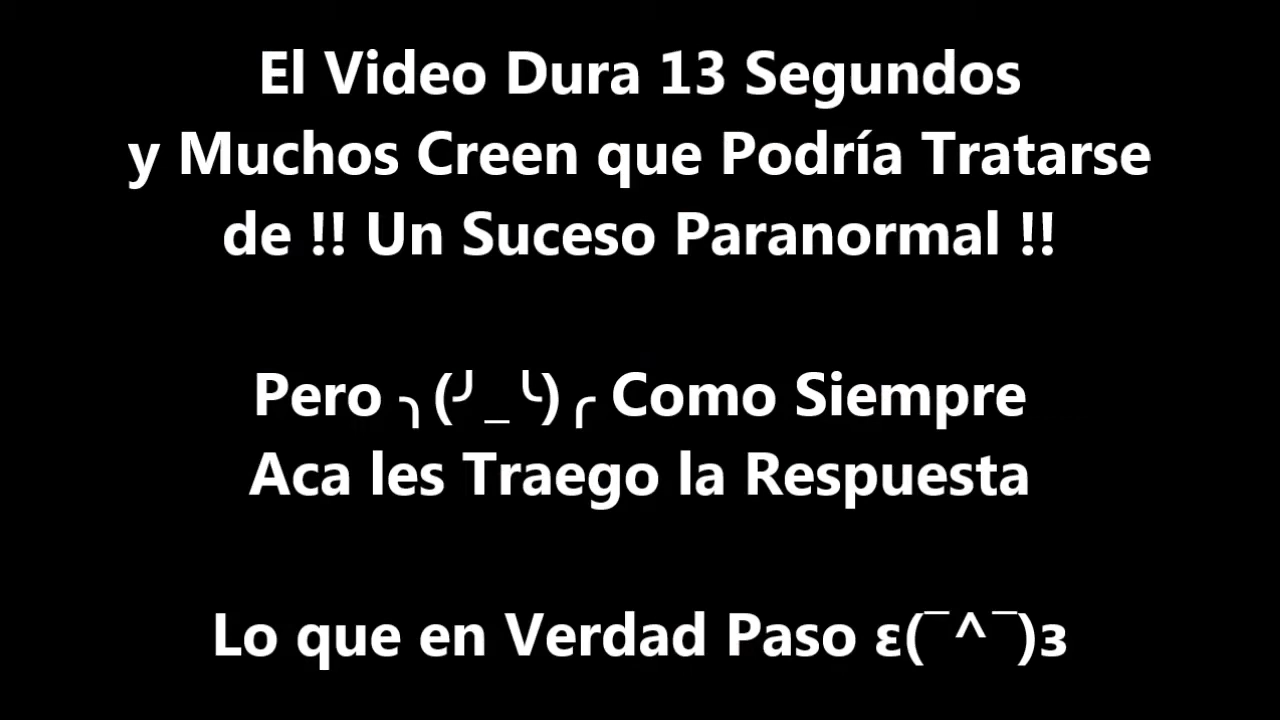 El Video Dura 13 Segundos
y Muchos Creen que Podría Tratarse
de !! Un Suceso Paranormal !!
Pero ╮(╯_╰)╭ Como Siempre
Aca les Traego la Respuesta
Lo que en Verdad Paso ε(¯^¯)з